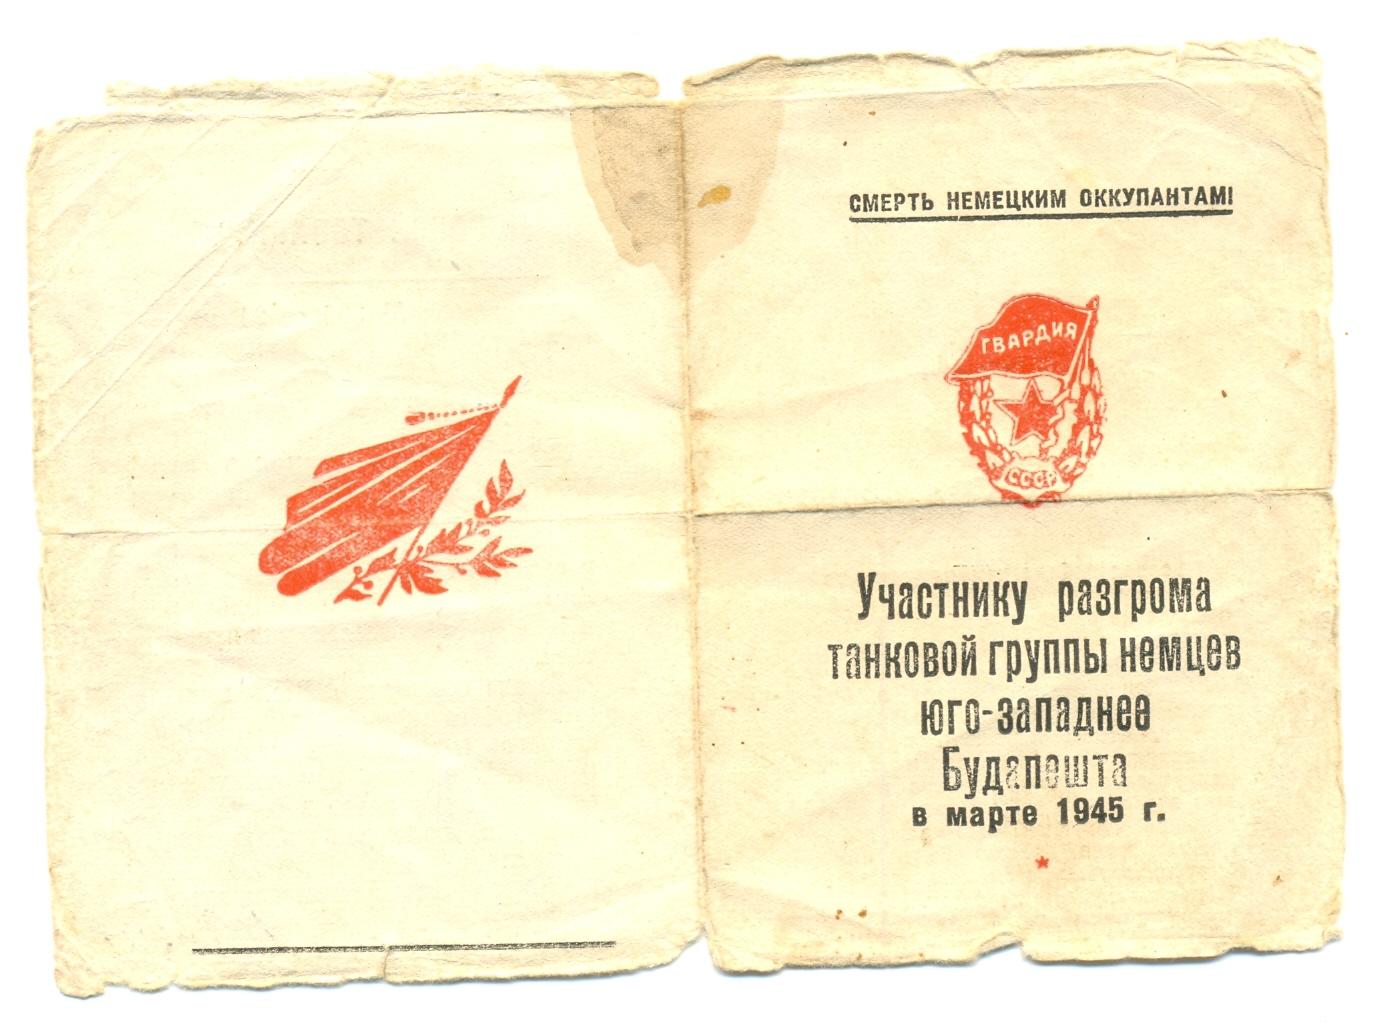 СМЕРТЬ НЕМЕЦКИМ ОККУПАНТАМ!
ГВАРДИЯ
СССР
Участнику разгрома
танковой группы немцев
юго-западнее
Будапешта
в марте 1945 г.